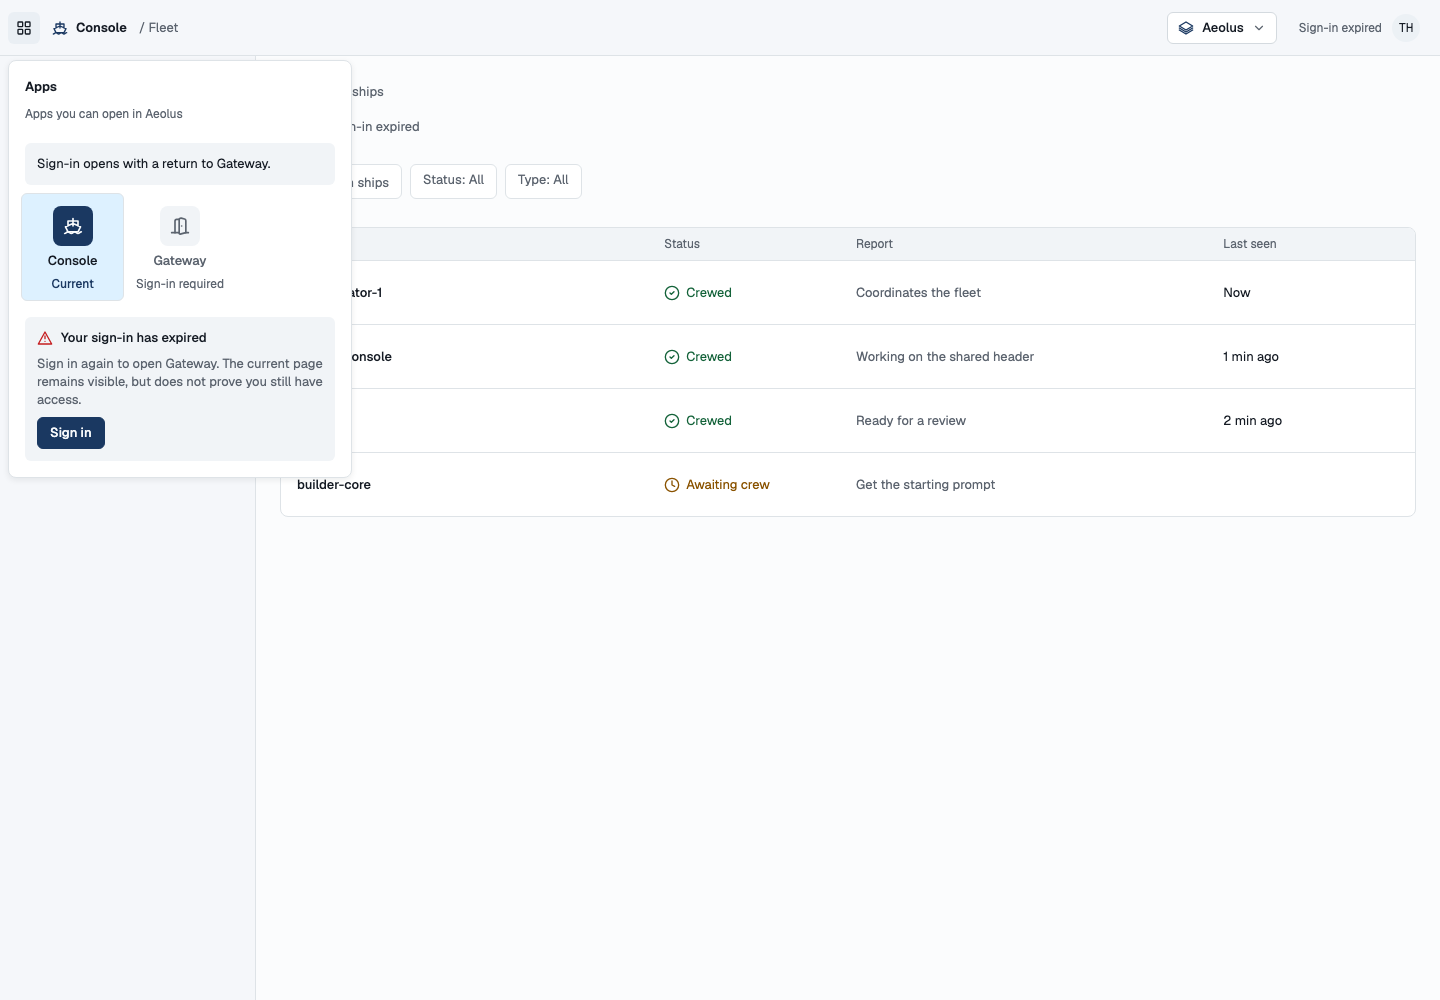 Console / Fleet
Aeolus
Sign-in expired
TH
Apps
Apps you can open in Aeolus
Sign-in opens with a return to Gateway.
Console
Current
Gateway
Sign-in required
Your sign-in has expired
Sign in again to open Gateway. The current page
remains visible, but does not prove you still have
access.
Sign in
ships
n-in expired
ships
Status: All
Type: All
Status Report Last seen
ator-1 Crewed Coordinates the fleet Now
onsole Crewed Working on the shared header 1 min ago
Crewed Ready for a review 2 min ago
builder-core Awaiting crew Get the starting prompt